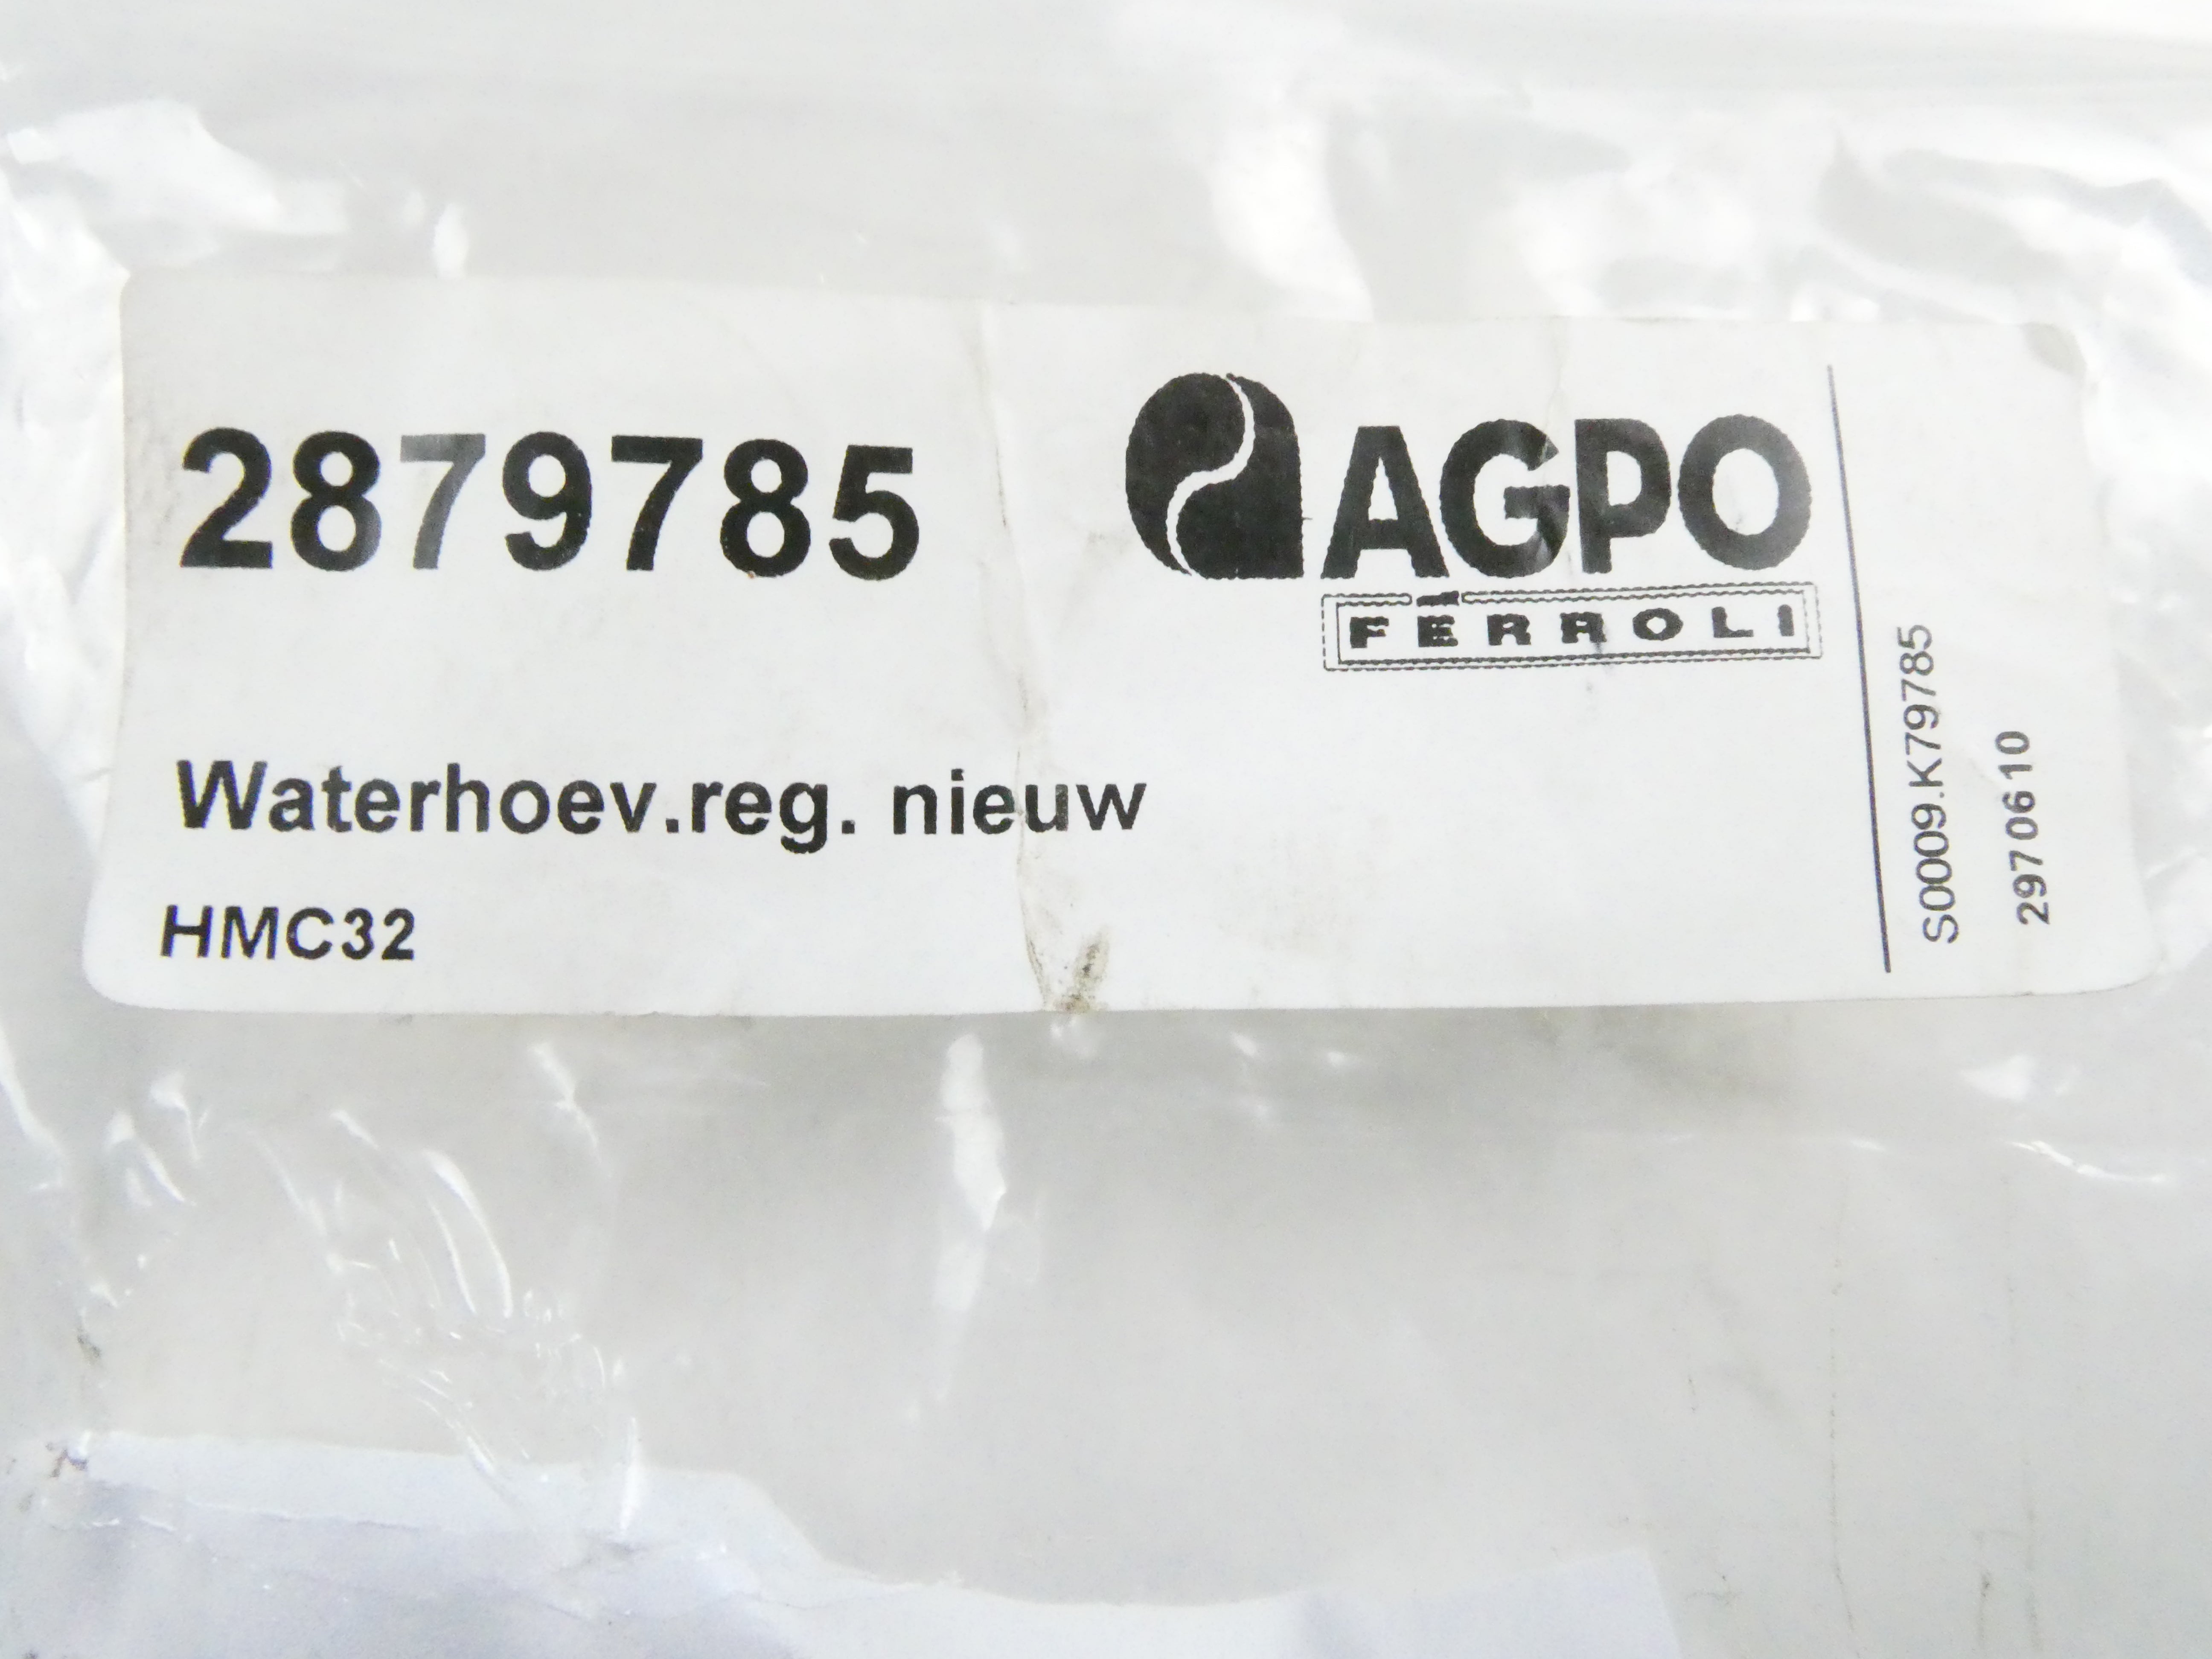 2879785
AGPO
FERROLI
Waterhoev.reg. nieuw
HMC32
S0009.K79785
2970610